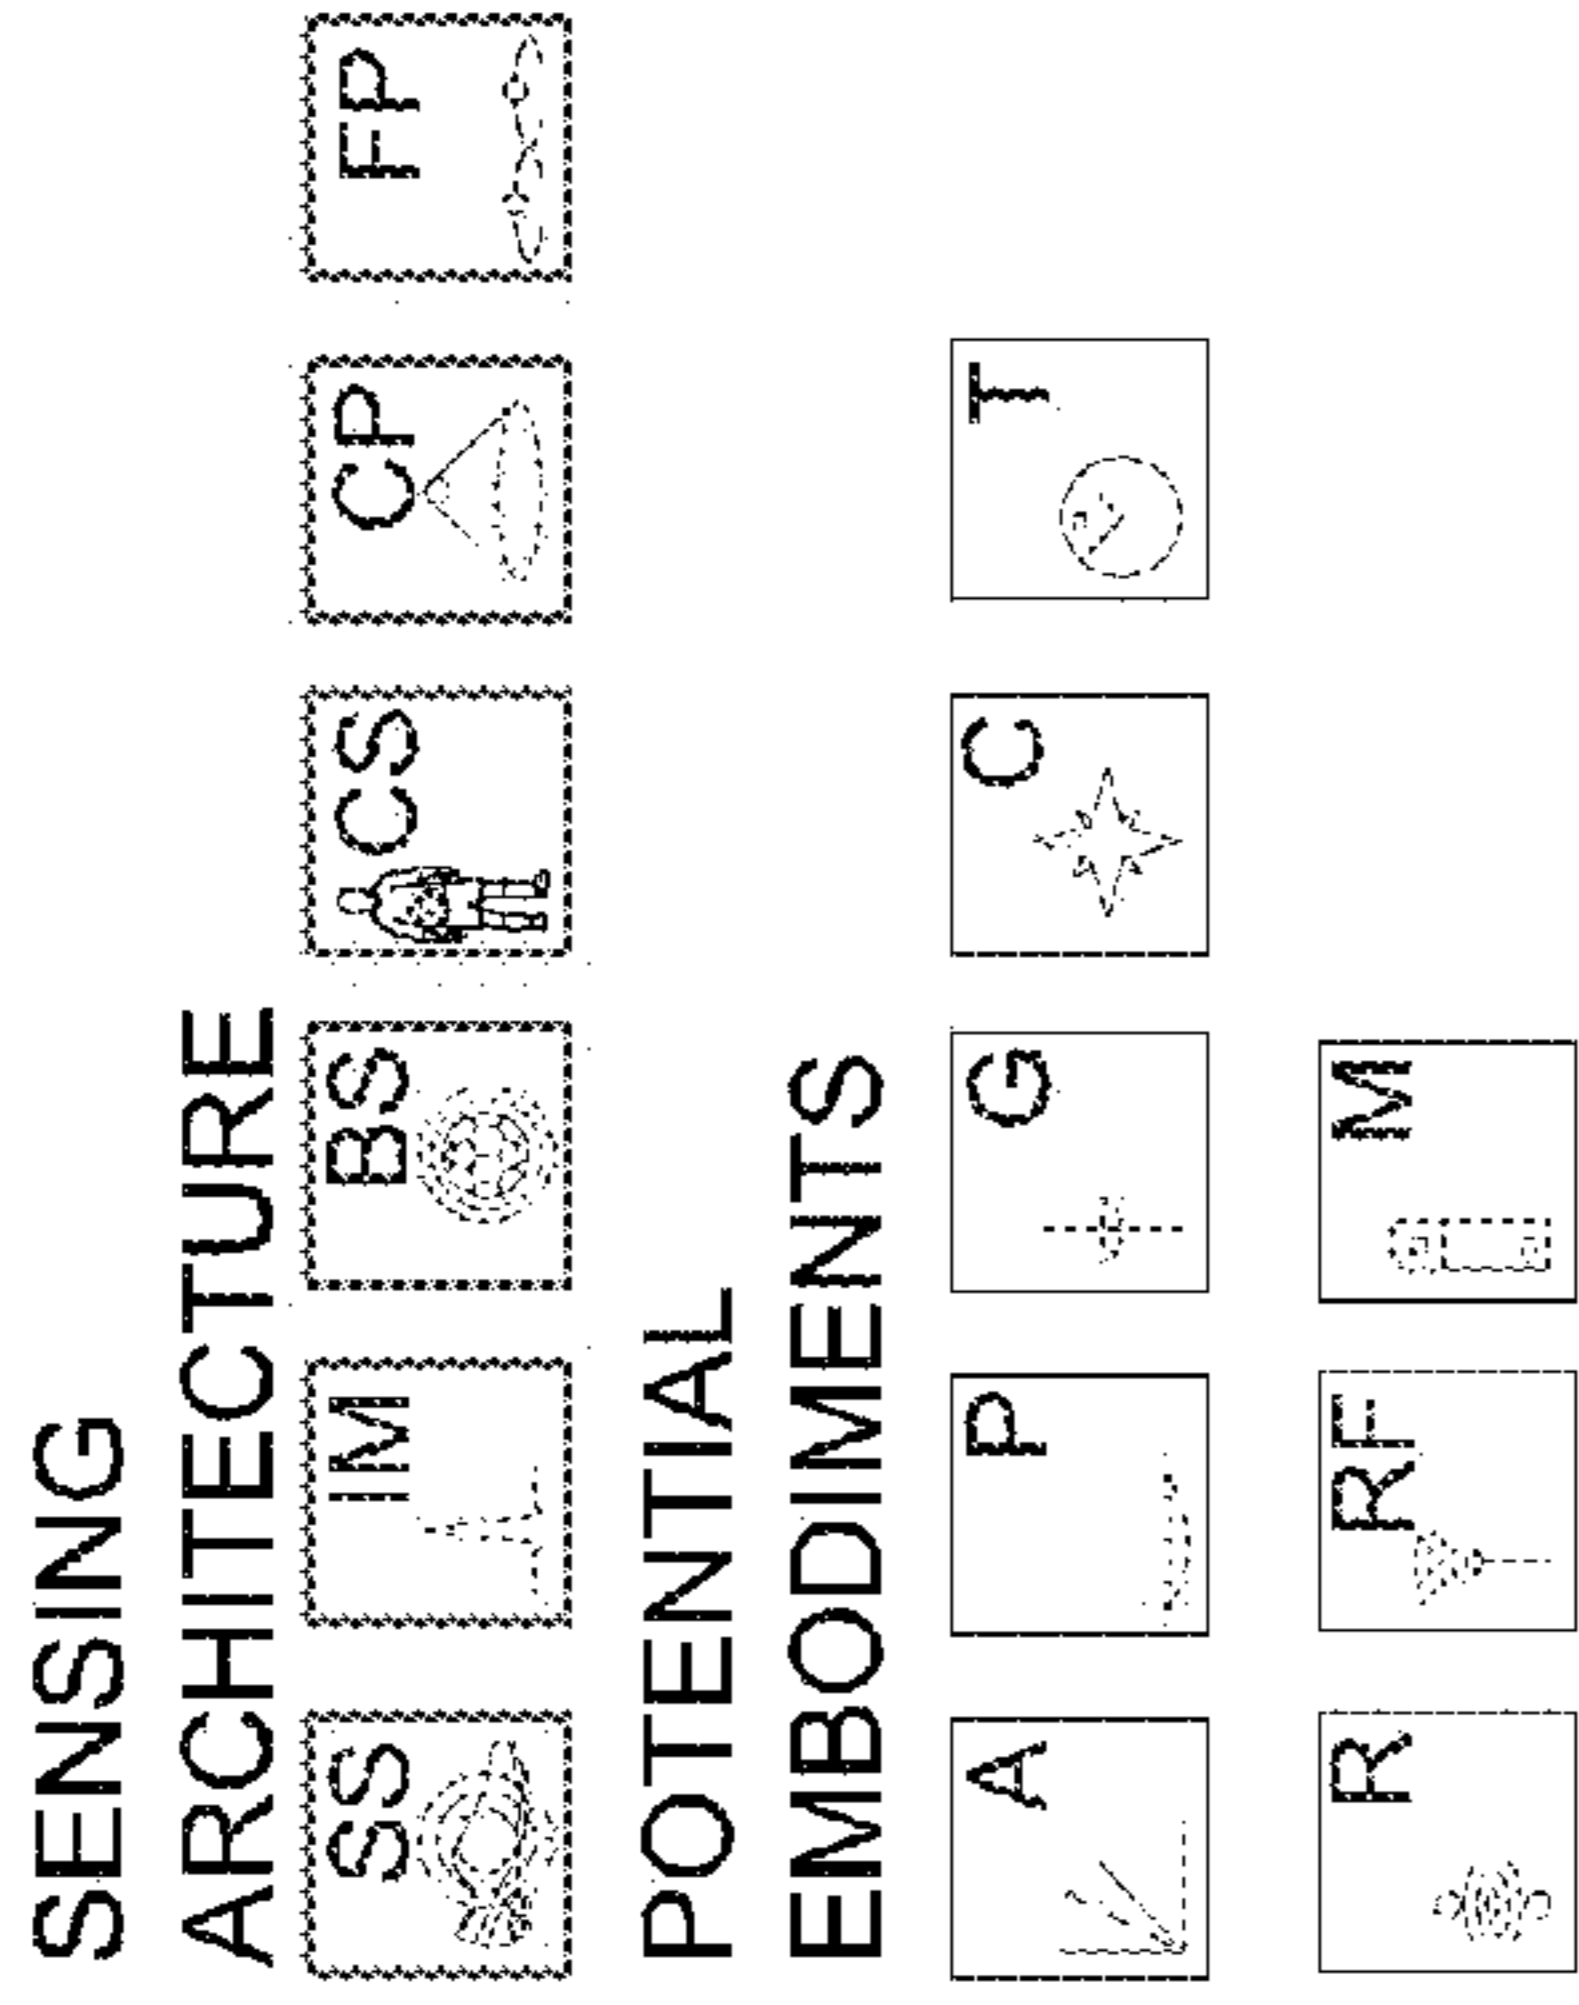 SENSING
ARCHITECTURE
SS IM BS CS CP FP
POTENTIAL
EMBODIMENTS
A P G C T
R RF M